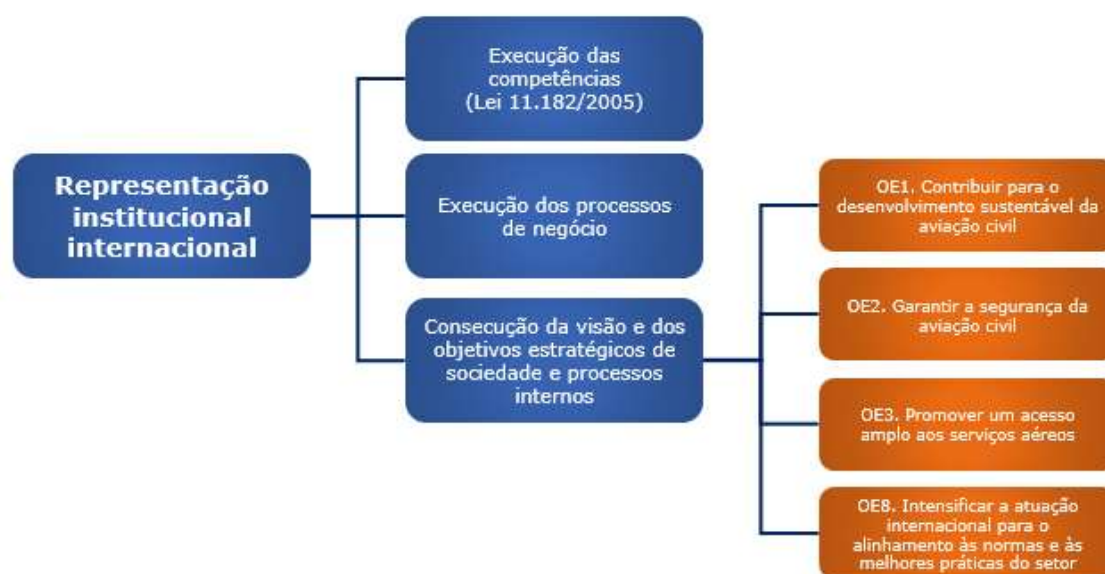 Representação
institucional
internacional
Execução das
competências
(Lei 11.182/2005)
Execução dos processos
de negócio
Consecução da visão e dos
objetivos estratégicos de
sociedade e processos
internos
OE1. Contribuir para o
desenvolvimento sustentável da
aviação civil
OE2. Garantir a segurança da
aviação civil
OE3. Promover um acesso
amplo aos serviços aéreos
OE8. Intensificar a atuação
internacional para o
alinhamento às normas e às
melhores práticas do setor